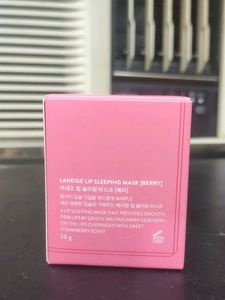 LANEIGE LIP SLEEPING MASK [BERRY]
라네즈 립 슬리핑 마스크 [베리]
A LIP SLEEPING MASK THAT PROVIDES SMOOTH,
FIRM LIPS BY GENTLY MELTING AWAY DEAD SKIN
ON THE LIPS OVERNIGHT WITH SWEET
STRAWBERRY SCENT
20 g